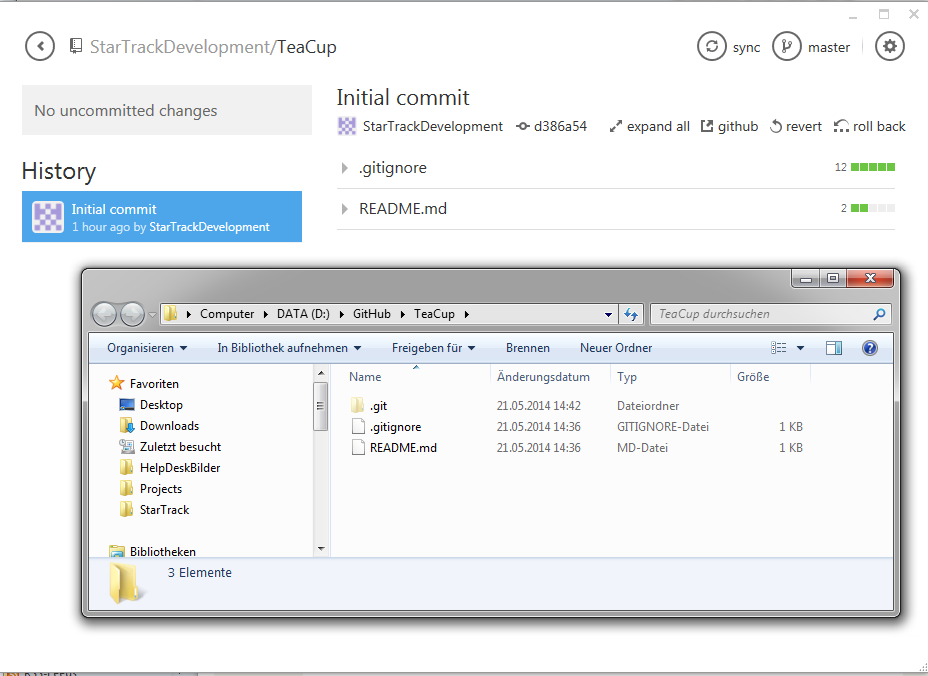 StarTrackDevelopment/TeaCup
sync
master
No uncommitted changes
Initial commit
StarTrackDevelopment d386a54 expand all github revert roll back
History
Initial commit
1 hour ago by StarTrackDevelopment
.gitignore 12
README.md 2
Computer DATA (D:) GitHub TeaCup
TeaCup durchsuchen
Organisieren In Bibliothek aufnehmen Freigeben für Brennen Neuer Ordner
Favoriten
Desktop
Downloads
Zuletzt besucht
HelpDeskBilder
Projects
StarTrack
Bibliotheken
Name Änderungsdatum Typ Größe
.git 21.05.2014 14:42 Dateiordner
.gitignore 21.05.2014 14:36 GITIGNORE-Datei 1 KB
README.md 21.05.2014 14:36 MD-Datei 1 KB
3 Elemente